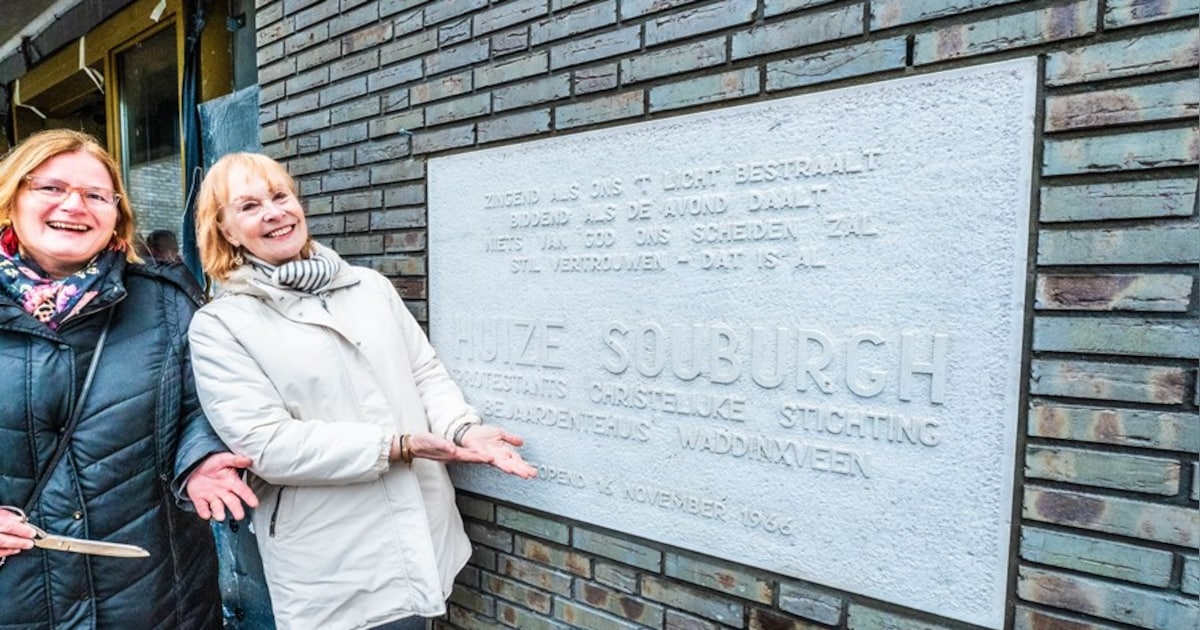 ZINGEND ALS ONS 'T LICHT BESTRAALT
BIDDEND ALS DE AVOND DAALT
NIETS VAN GOD ONS SCHEIDEN ZAL
STIL VERTROUWEN - DAT IS AL
HUIZE SOUBURGH
PROTESTANTS CHRISTELIJKE STICHTING
BEJAARDENTEHUIS WADDINXVEEN
16 NOVEMBER 1966